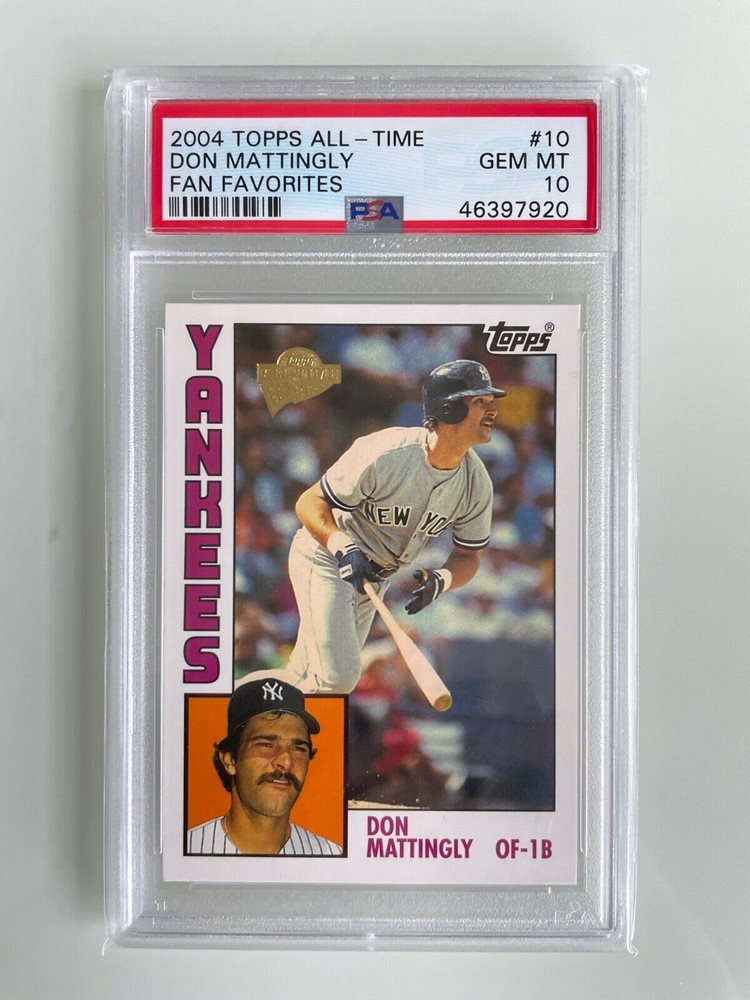 2004 TOPPS ALL-TIME #10
DON MATTINGLY GEM MT
FAN FAVORITES 10
PSA 46397920
YANKEES
Topps®
Topps
NEW YO
NY
DON
MATTINGLY OF-1B